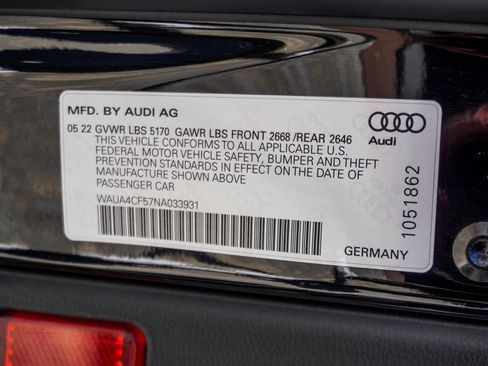 MFD. BY AUDI AG
05 22 GVWR LBS 5170 GAWR LBS FRONT 2668 /REAR 2646
THIS VEHICLE CONFORMS TO ALL APPLICABLE U.S.
FEDERAL MOTOR VEHICLE SAFETY, BUMPER AND THEFT
PREVENTION STANDARDS IN EFFECT ON THE DATE OF
MANUFACTURE SHOWN ABOVE
PASSENGER CAR
WAUA4CF57NA033931
Audi
1051862
GERMANY